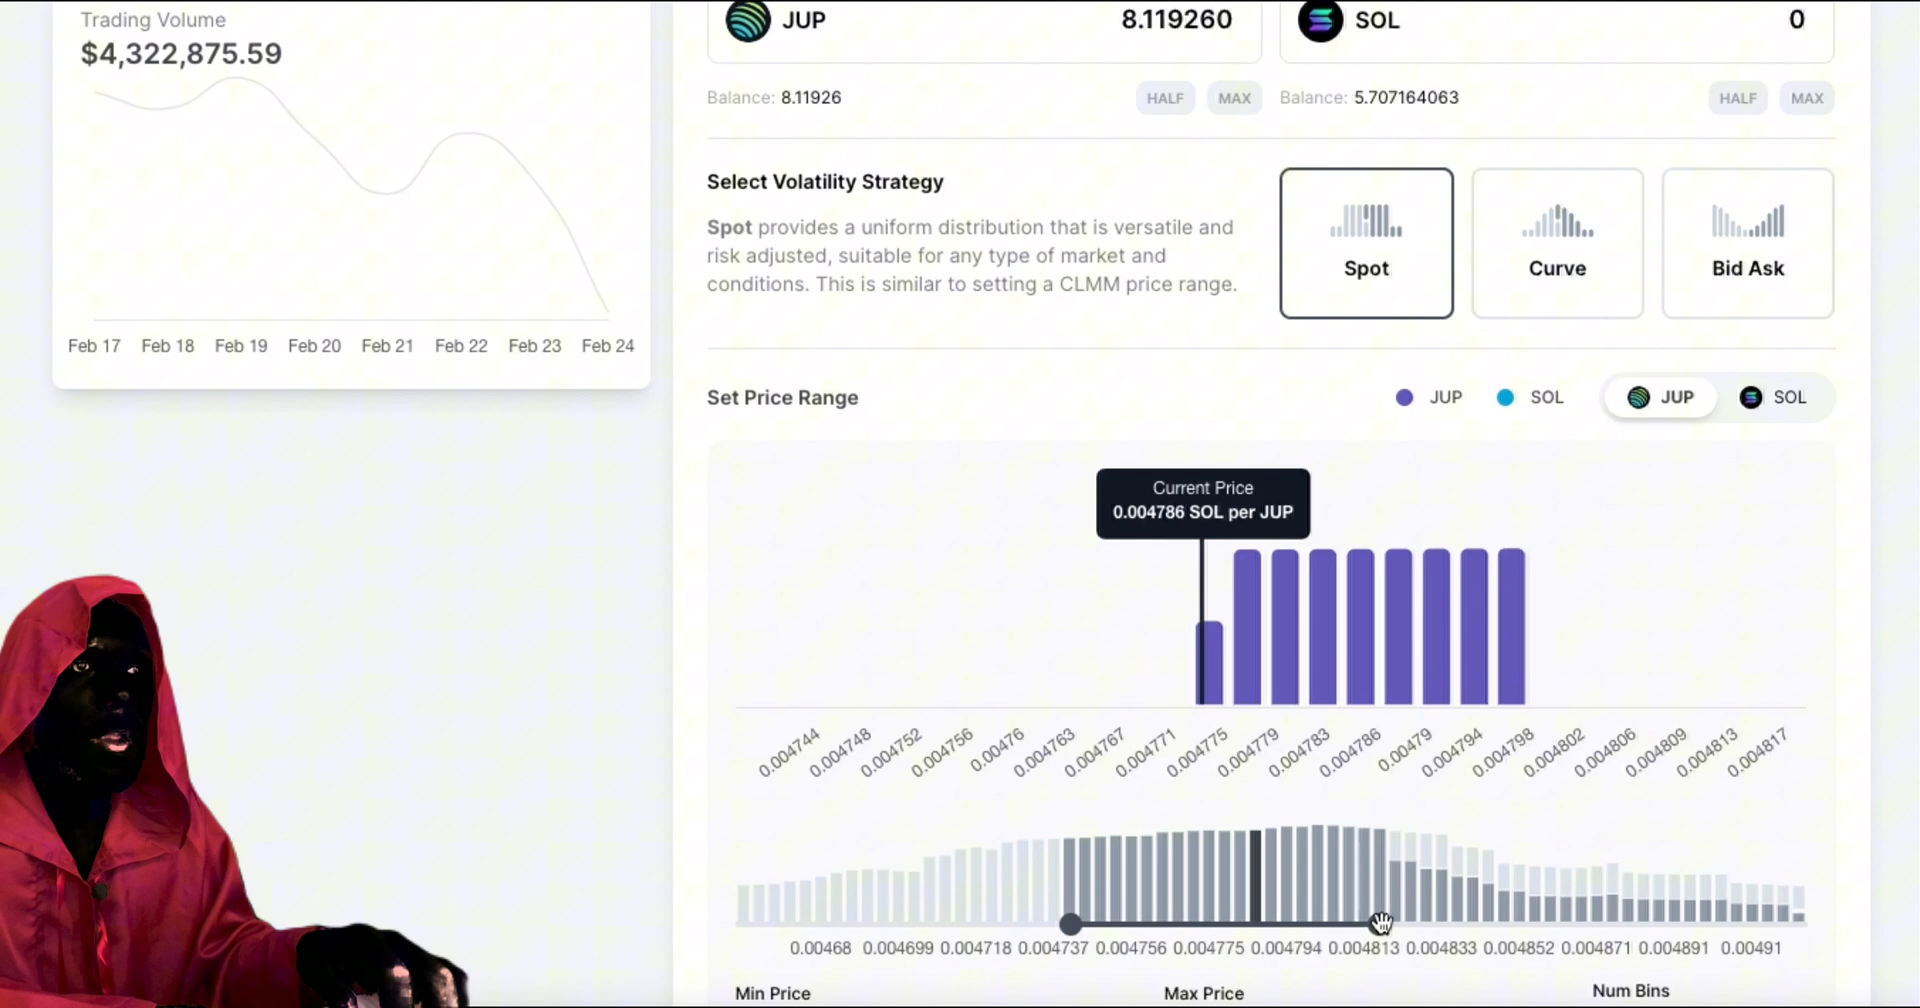 Trading Volume
$4,322,875.59
Feb 17 Feb 18 Feb 19 Feb 20 Feb 21 Feb 22 Feb 23 Feb 24
JUP 8.119260
SOL 0
Balance: 8.11926 HALF MAX
Balance: 5.707164063 HALF MAX
Select Volatility Strategy
Spot provides a uniform distribution that is versatile and
risk adjusted, suitable for any type of market and
conditions. This is similar to setting a CLMM price range.
Spot
Curve
Bid Ask
Set Price Range
JUP SOL JUP SOL
Current Price
0.004786 SOL per JUP
0.004744 0.004748 0.004752 0.004756 0.00476 0.004763 0.004767 0.004771 0.004775 0.004779 0.004783 0.004786 0.00479 0.004794 0.004798 0.004802 0.004806 0.004809 0.004813 0.004817
0.00468 0.004699 0.004718 0.004737 0.004756 0.004775 0.004794 0.004813 0.004833 0.004852 0.004871 0.004891 0.00491
Min Price Max Price Num Bins